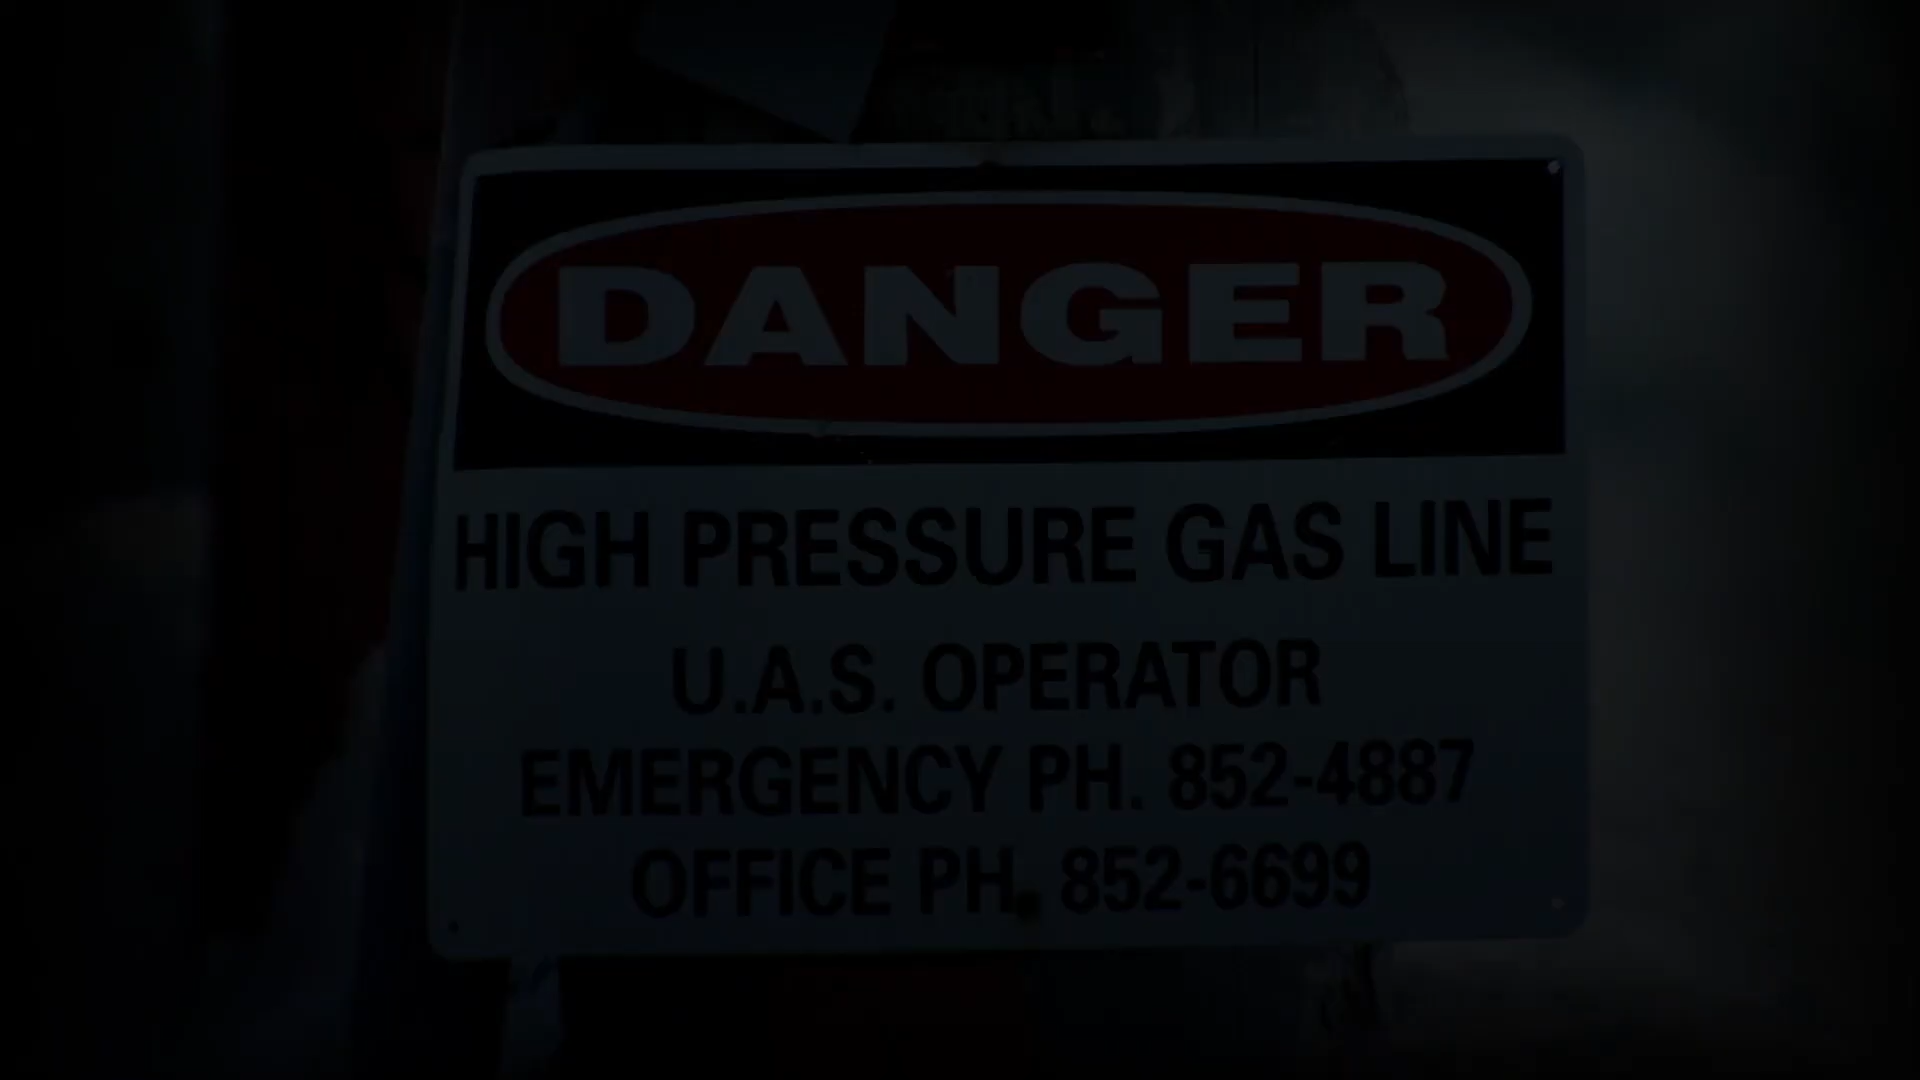 DANGER
HIGH PRESSURE GAS LINE
U.A.S. OPERATOR
EMERGENCY PH. 852-4887
OFFICE PH. 852-6699